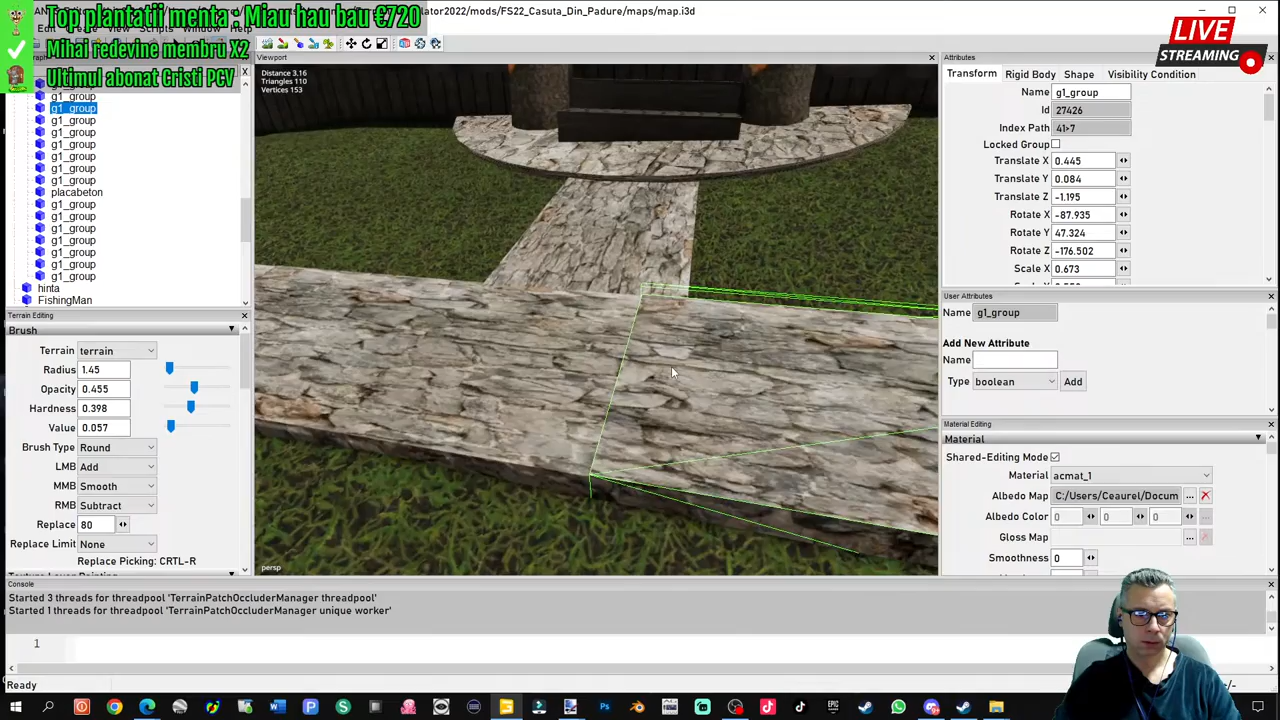 Top plantatii menta : Miau hau bau €720
Mihai redevine membru X2
Ultimul abonat Cristi PCV
lator2022/mods/FS22_Casuta_Din_Padure/maps/map.i3d
LIVE
STREAMING
Viewport
Attributes
Distance 3.16
Triangles 110
Vertices 153
g1_group
g1_group
g1_group
g1_group
g1_group
g1_group
g1_group
g1_group
placabeton
g1_group
g1_group
g1_group
g1_group
g1_group
g1_group
g1_group
hinta
FishingMan
Transform
Rigid Body
Shape
Visibility Condition
Name g1_group
Id 27426
Index Path 41>7
Locked Group
Translate X 0.445
Translate Y 0.084
Translate Z -1.195
Rotate X -87.935
Rotate Y 47.324
Rotate Z -176.502
Scale X 0.673
User Attributes
Name g1_group
Add New Attribute
Name
Type boolean Add
Material Editing
Material
Shared-Editing Mode
Material acmat_1
Albedo Map C:/Users/Ceaurel/Docum ...
Albedo Color 0 0 0
Gloss Map ...
Smoothness 0
Terrain Editing
Brush
Terrain terrain
Radius 1.45
Opacity 0.455
Hardness 0.398
Value 0.057
Brush Type Round
LMB Add
MMB Smooth
RMB Subtract
Replace 80
Replace Limit None
Replace Picking: CRTL-R
persp
Console
Started 3 threads for threadpool 'TerrainPatchOccluderManager threadpool'
Started 1 threads for threadpool 'TerrainPatchOccluderManager unique worker'
1
Ready